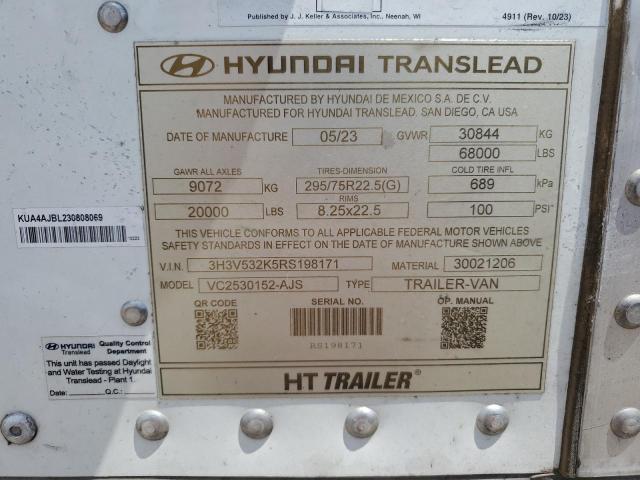 Published by J. J. Keller & Associates, Inc., Neenah, WI
4911 (Rev. 10/23)
HYUNDAI TRANSLEAD
MANUFACTURED BY HYUNDAI DE MEXICO S.A. DE C.V.
MANUFACTURED FOR HYUNDAI TRANSLEAD, SAN DIEGO, CA USA
DATE OF MANUFACTURE 05/23 GVWR 30844 KG
68000 LBS
GAWR ALL AXLES TIRES-DIMENSION COLD TIRE INFL
9072 KG 295/75R22.5(G) 689 kPa
RIMS
20000 LBS 8.25x22.5 100 PSI
THIS VEHICLE CONFORMS TO ALL APPLICABLE FEDERAL MOTOR VEHICLES
SAFETY STANDARDS IN EFFECT ON THE DATE OF MANUFACTURE SHOWN ABOVE
V.I.N. 3H3V532K5RS198171 MATERIAL 30021206
MODEL VC2530152-AJS TYPE TRAILER-VAN
QR CODE SERIAL NO. OP. MANUAL
RS198171
HT TRAILER®
KUA4AJBL230808069
HYUNDAI Translead
Quality Control Department
This unit has passed Daylight
and Water Testing at Hyundai
Translead - Plant 1.
Date: Q.C.: